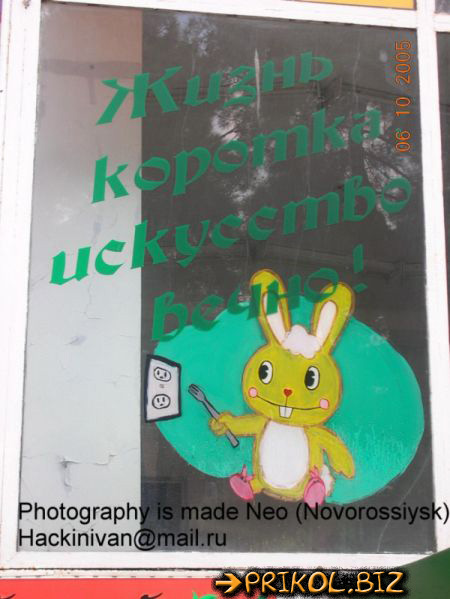 06 10 2005
Жизнь
коротка
искусство
вечно!
Photography is made Neo (Novorossiysk)
Hackinivan@mail.ru
PRIKOL.BIZ